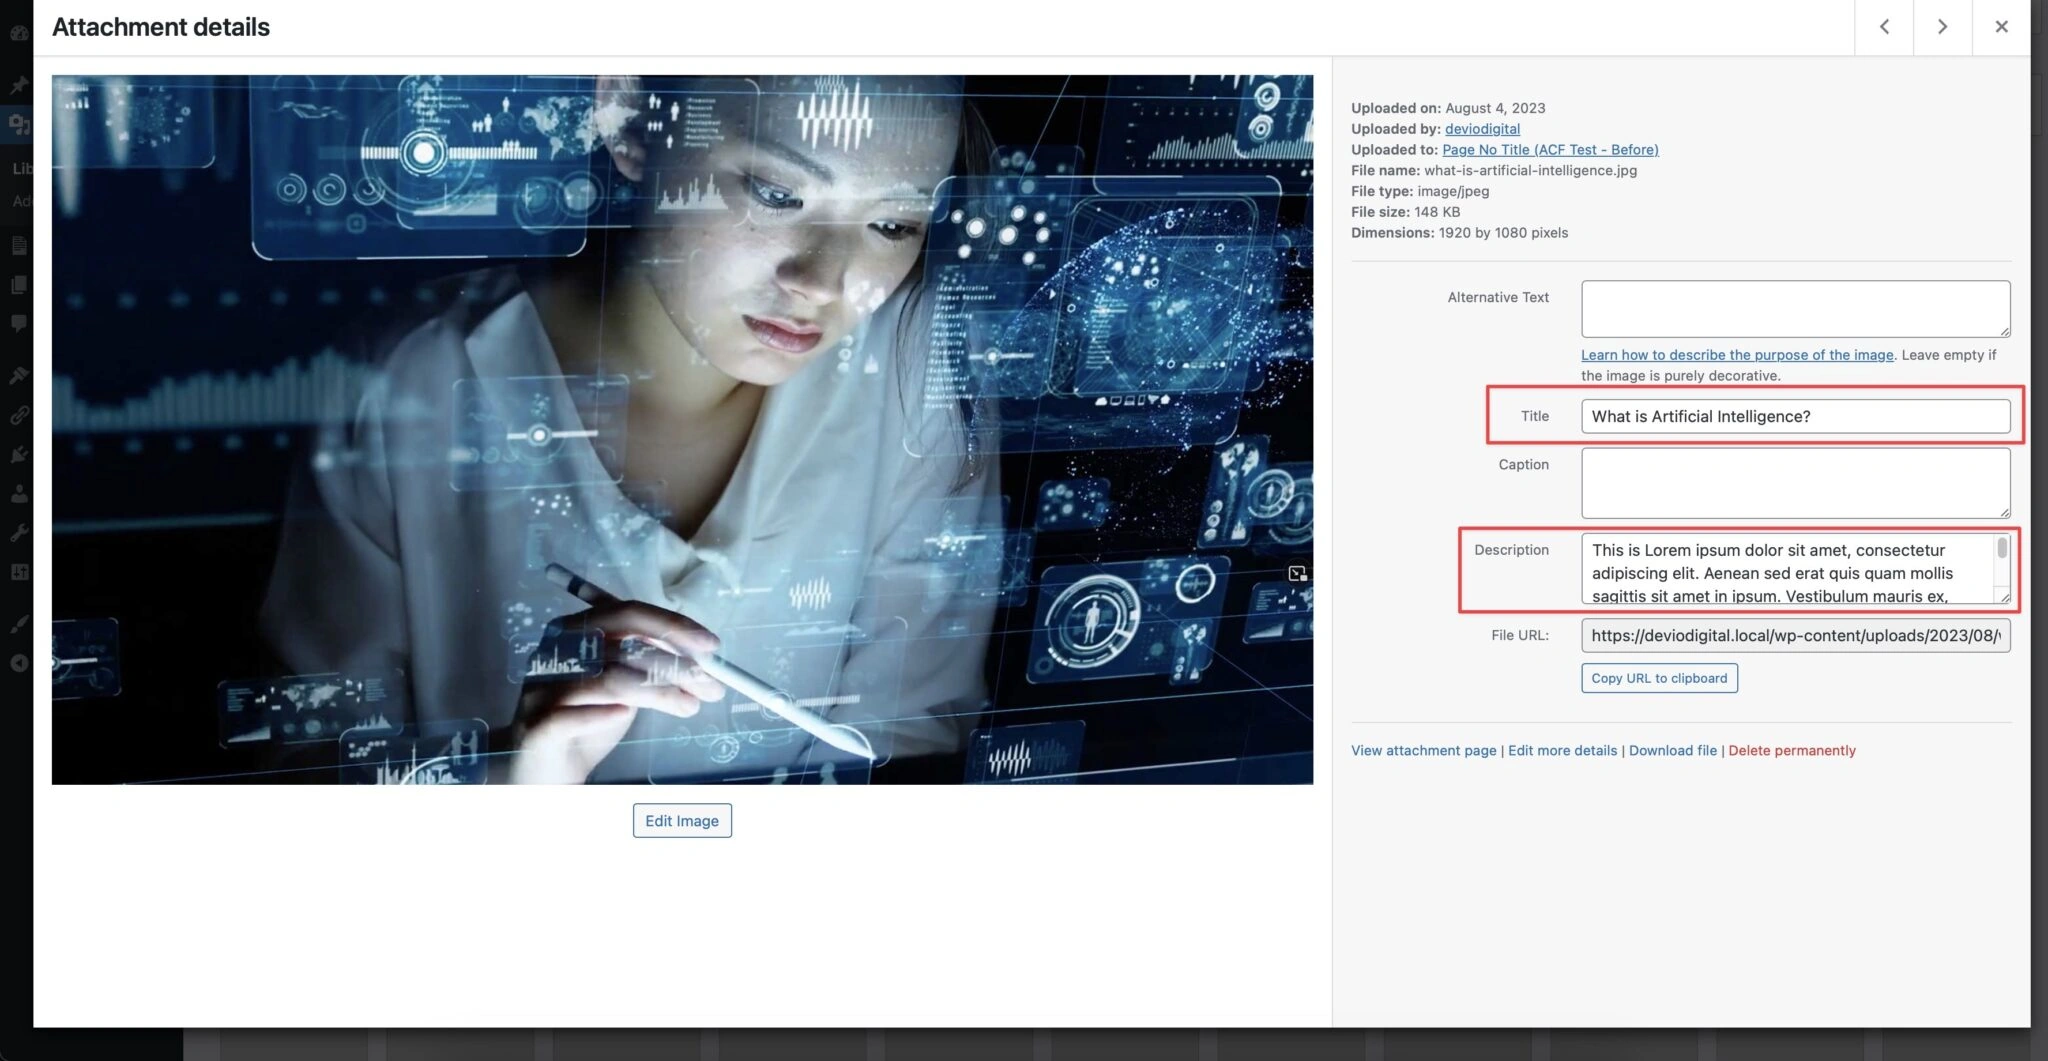 Attachment details
Lib
Ad
Uploaded on: August 4, 2023
Uploaded by: deviodigital
Uploaded to: Page No Title (ACF Test - Before)
File name: what-is-artificial-intelligence.jpg
File type: image/jpeg
File size: 148 KB
Dimensions: 1920 by 1080 pixels
Alternative Text
Learn how to describe the purpose of the image. Leave empty if
the image is purely decorative.
Title What is Artificial Intelligence?
Caption
Description This is Lorem ipsum dolor sit amet, consectetur
adipiscing elit. Aenean sed erat quis quam mollis
sagittis sit amet in ipsum. Vestibulum mauris ex,
File URL: https://deviodigital.local/wp-content/uploads/2023/08/
Copy URL to clipboard
View attachment page | Edit more details | Download file | Delete permanently
Edit Image